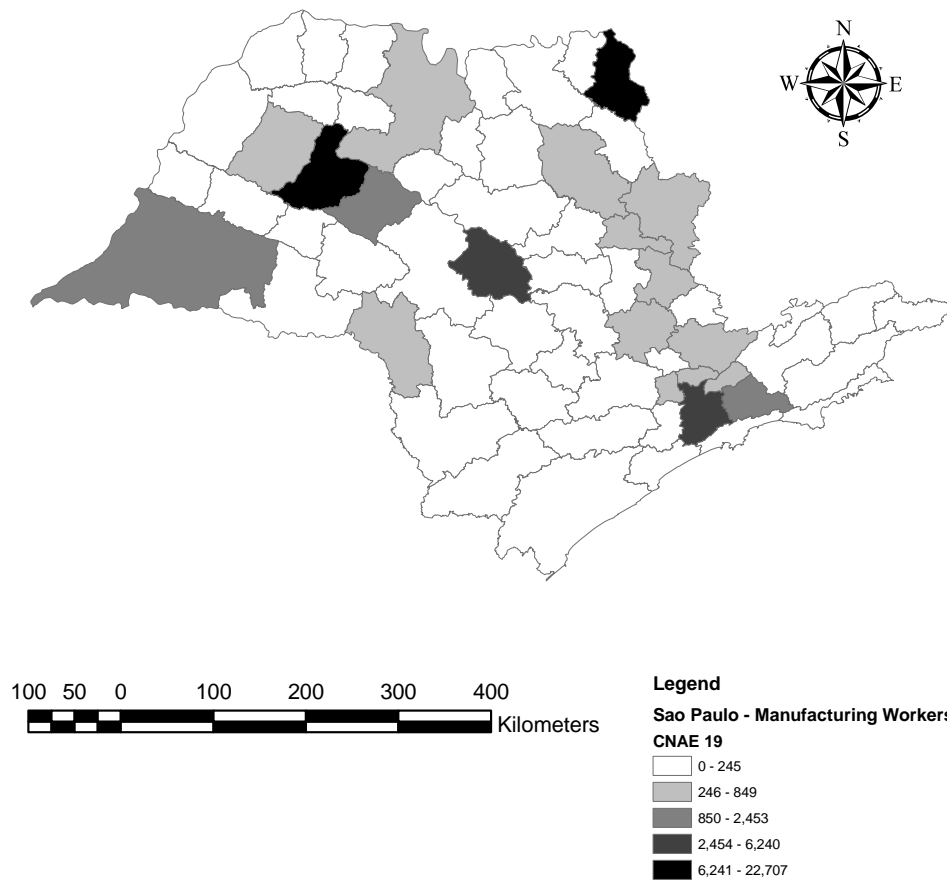 N
W E
S
100 50 0 100 200 300 400
Kilometers
Legend
Sao Paulo - Manufacturing Workers
CNAE 19
0 - 245
246 - 849
850 - 2,453
2,454 - 6,240
6,241 - 22,707